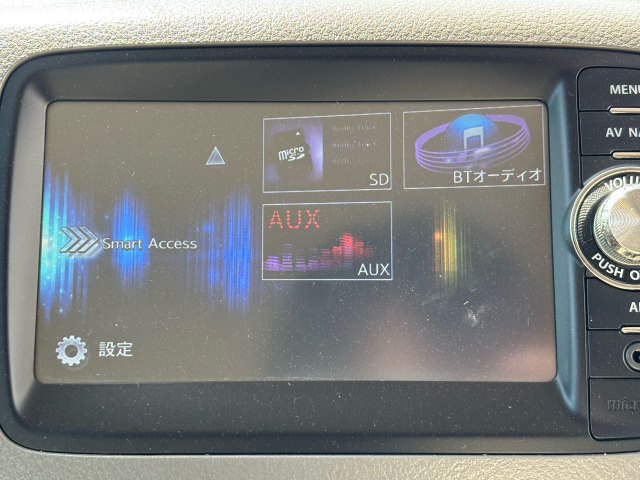 micro
SD
SD
BTオーディオ
AUX
AUX
Smart Access
設定
MENU
AV NA
VOLUM
PUSH O